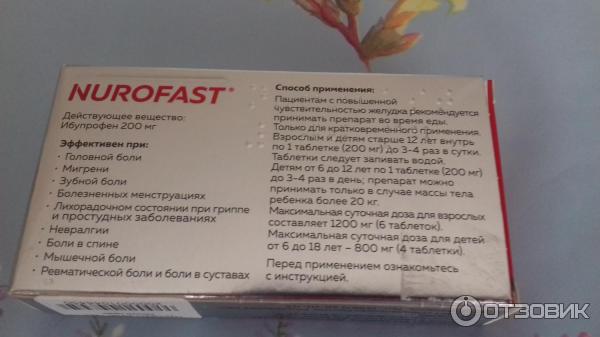 NUROFAST®
Действующее вещество:
Ибупрофен 200 мг
Эффективен при:
• Головной боли
• Мигрени
• Зубной боли
• Болезненных менструациях
• Лихорадочном состоянии при гриппе
и простудных заболеваниях
• Невралгии
• Боли в спине
• Мышечной боли
• Ревматической боли и боли в суставах
Способ применения:
Пациентам с повышенной
чувствительностью желудка рекомендуется
принимать препарат во время еды.
Только для кратковременного применения.
Взрослым и детям старше 12 лет внутрь
по 1 таблетке (200 мг) до 3-4 раз в сутки.
Таблетки следует запивать водой.
Детям от 6 до 12 лет по 1 таблетке (200 мг)
до 3-4 раз в день; препарат можно
принимать только в случае массы тела
ребенка более 20 кг.
Максимальная суточная доза для взрослых
составляет 1200 мг (6 таблеток).
Максимальная суточная доза для детей
от 6 до 18 лет – 800 мг (4 таблетки).
Перед применением ознакомьтесь
с инструкцией.
ОТЗОВИК